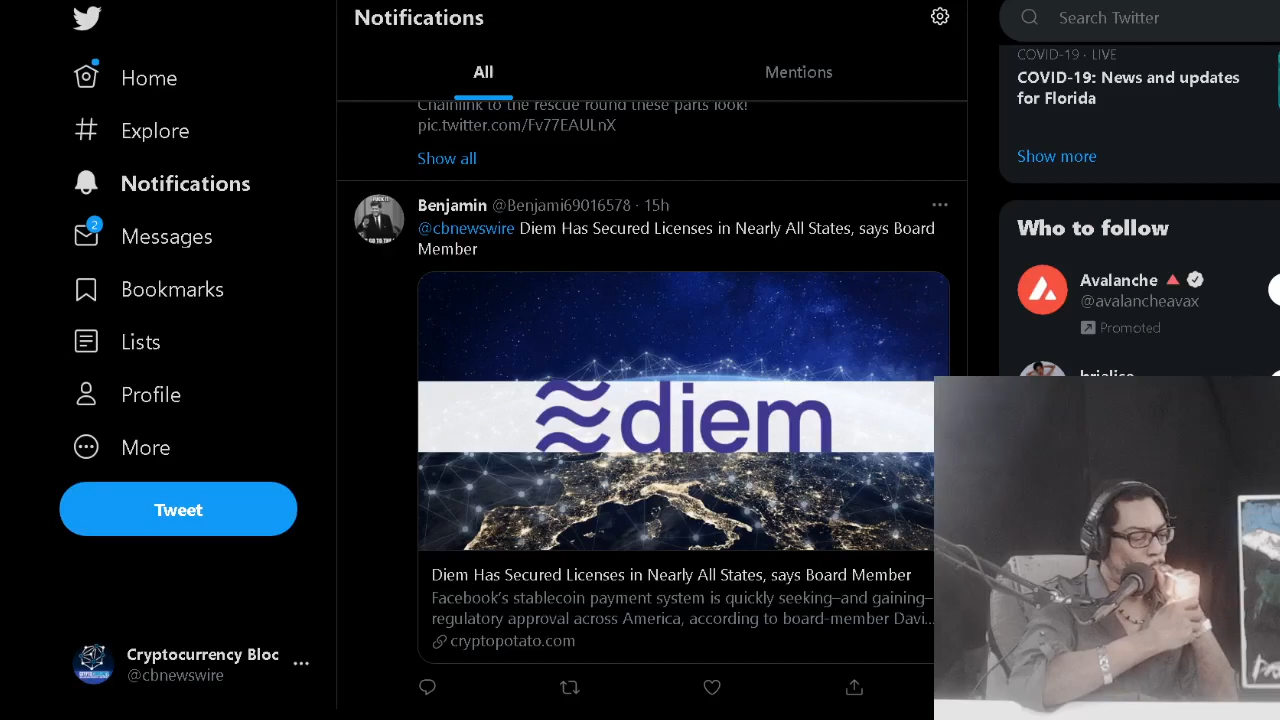 Home
Explore
Notifications
2
Messages
Bookmarks
Lists
Profile
More
Tweet
Cryptocurrency Bloc
@cbnewswire
Notifications
All
Mentions
Chainlink to the rescue round these parts look!
pic.twitter.com/Fv77EAULnX
Show all
Benjamin @Benjami69016578 · 15h
@cbnewswire Diem Has Secured Licenses in Nearly All States, says Board
Member
diem
Diem Has Secured Licenses in Nearly All States, says Board Member
Facebook’s stablecoin payment system is quickly seeking—and gaining—
regulatory approval across America, according to board-member Davi...
cryptopotato.com
Search Twitter
COVID-19 · LIVE
COVID-19: News and updates
for Florida
Show more
Who to follow
Avalanche
@avalancheavax
Promoted